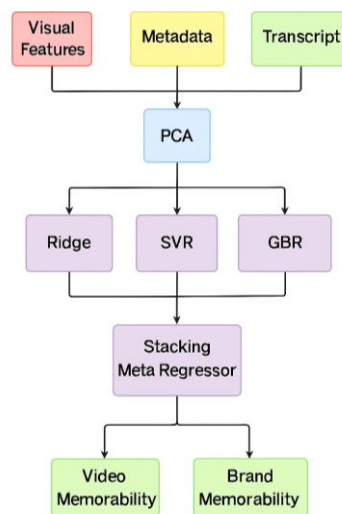 Visual
Features
Metadata
Transcript
PCA
Ridge
SVR
GBR
Stacking
Meta Regressor
Video
Memorability
Brand
Memorability